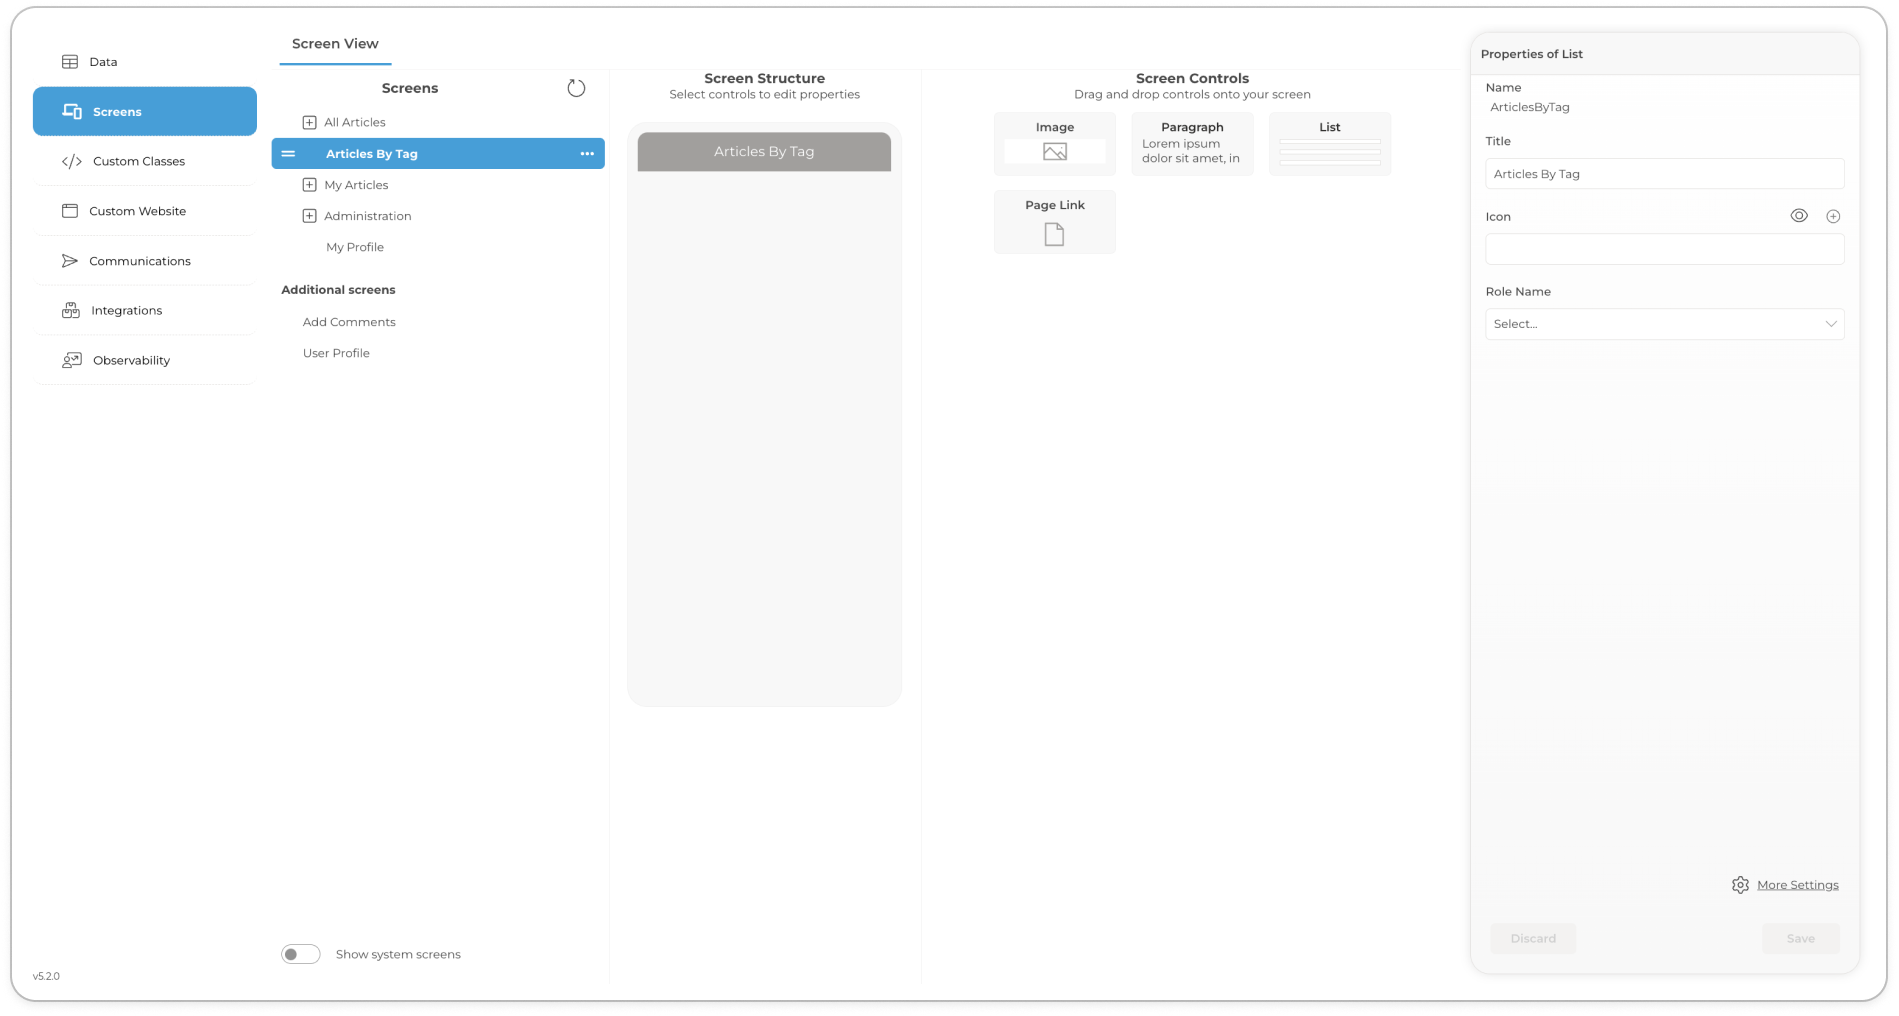 Data
Screens
Custom Classes
Custom Website
Communications
Integrations
Observability
v5.2.0
Screen View
Screens
All Articles
Articles By Tag
My Articles
Administration
My Profile
Additional screens
Add Comments
User Profile
Show system screens
Screen Structure
Select controls to edit properties
Articles By Tag
Screen Controls
Drag and drop controls onto your screen
Image
Paragraph
Lorem ipsum
dolor sit amet, in
List
Page Link
Properties of List
Name
ArticlesByTag
Title
Articles By Tag
Icon
Role Name
Select...
More Settings
Discard
Save